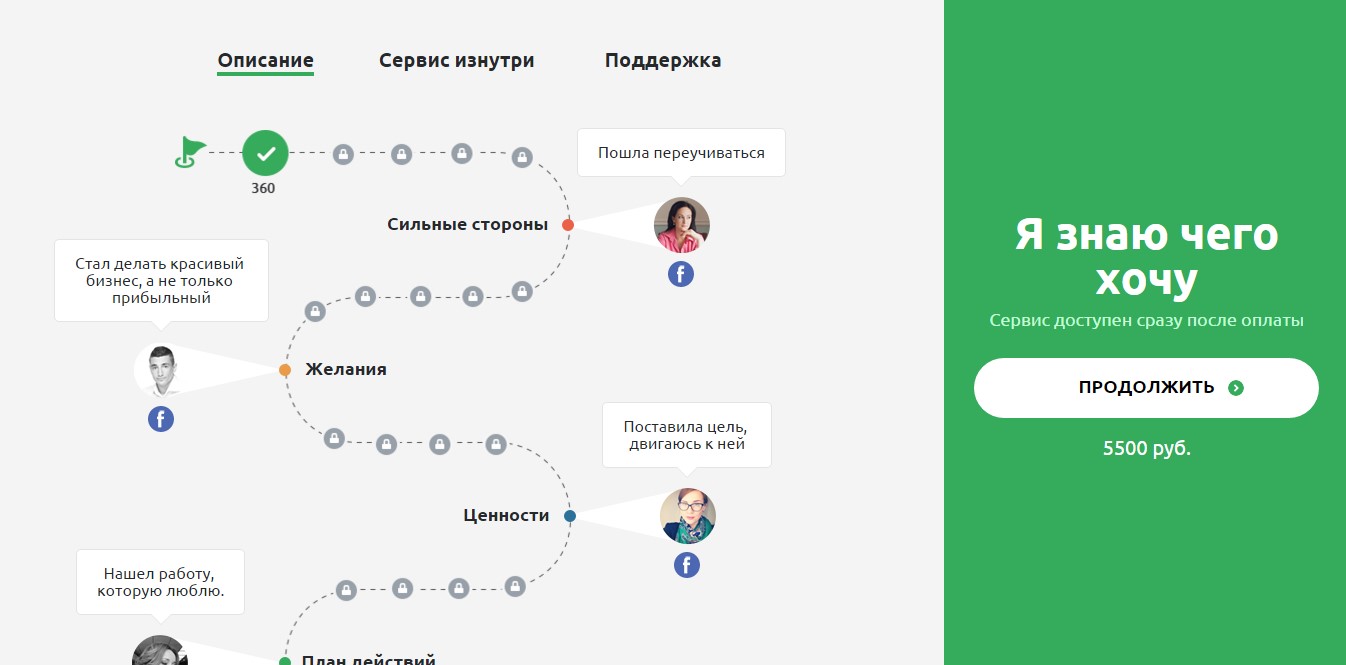 Описание
Сервис изнутри
Поддержка
360
Пошла переучиваться
Сильные стороны
Стал делать красивый
бизнес, а не только
прибыльный
Желания
Поставила цель,
двигаюсь к ней
Ценности
Нашел работу,
которую люблю.
План действий
Я знаю чего
хочу
Сервис доступен сразу после оплаты
ПРОДОЛЖИТЬ
5500 руб.